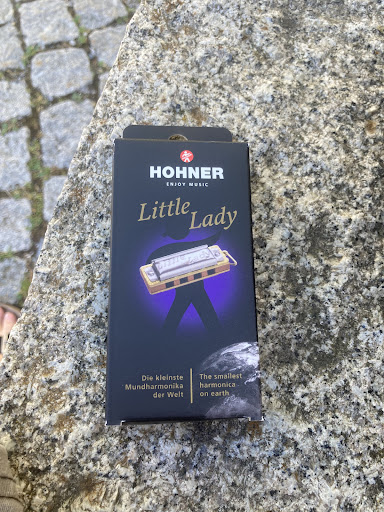 HOHNER
ENJOY MUSIC
Little
Lady
Die kleinste
Mundharmonika
der Welt
The smallest
harmonica
on earth